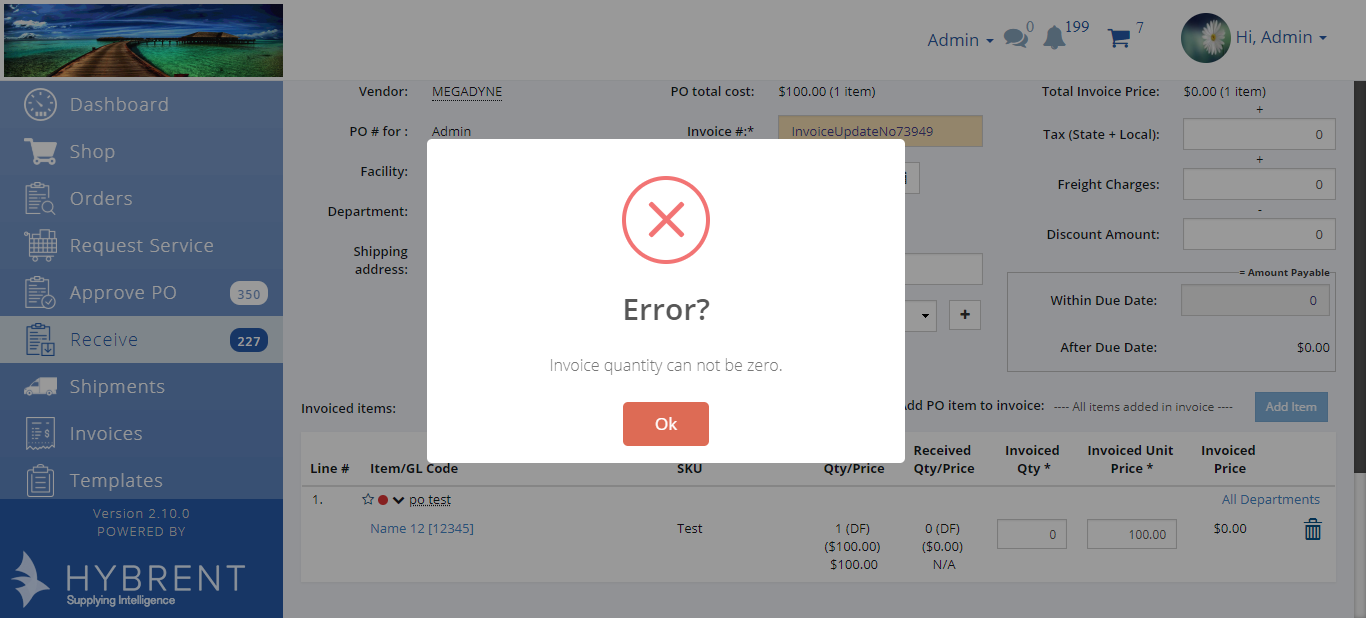 Admin
0
199
7
Hi, Admin
Dashboard
Shop
Orders
Request Service
Approve PO 350
Receive 227
Shipments
Invoices
Templates
Version 2.10.0
POWERED BY
HYBRENT
Supplying Intelligence
Vendor: MEGADYNE PO total cost: $100.00 (1 item) Total Invoice Price: $0.00 (1 item)
+
PO # for : Admin Invoice #:* InvoiceUpdateNo73949 Tax (State + Local): 0
+
Facility: Freight Charges: 0
-
Department: Discount Amount: 0
Shipping
address:
= Amount Payable
Within Due Date: 0
+
After Due Date: $0.00
Error?
Invoice quantity can not be zero.
Ok
Invoiced items: Add PO item to invoice: ---- All items added in invoice ---- Add Item
Line # Item/GL Code SKU Qty/Price Received Qty/Price Invoiced Qty * Invoiced Unit Price * Invoiced Price
1. po test All Departments
Name 12 [12345] Test 1 (DF) 0 (DF) 0 100.00 $0.00
($100.00) ($0.00)
$100.00 N/A